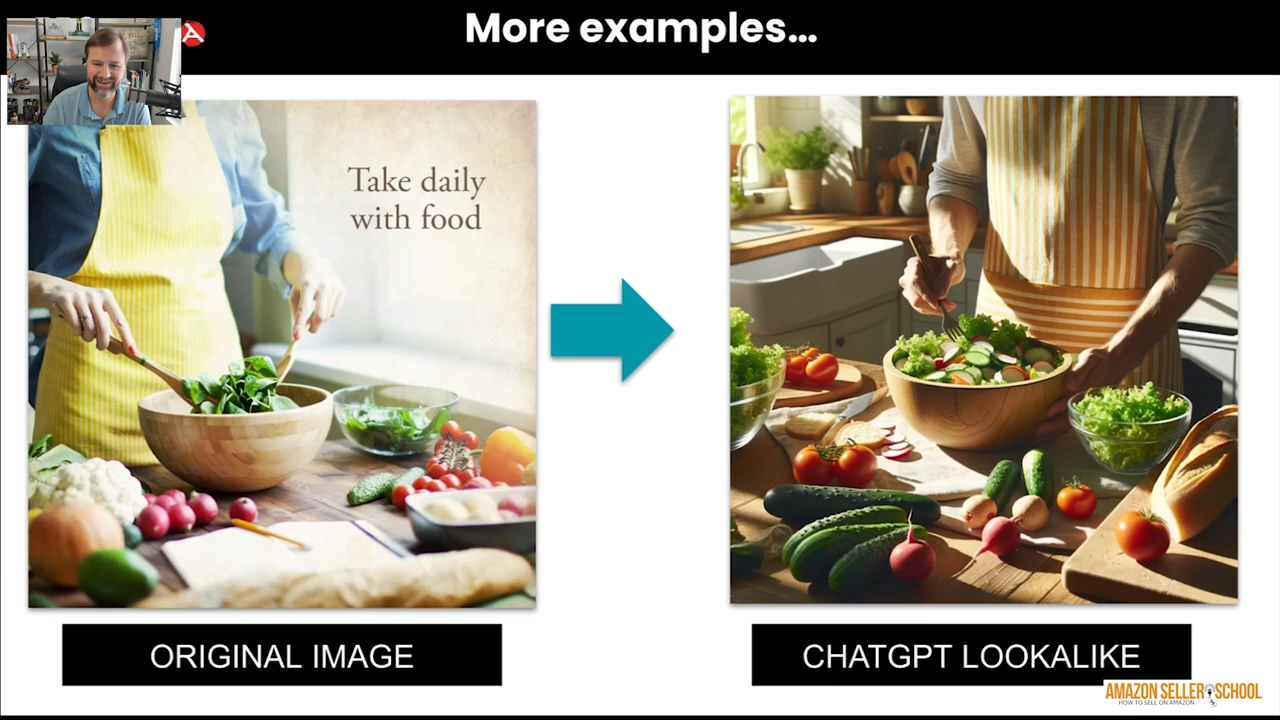 More examples...
Take daily
with food
ORIGINAL IMAGE
CHATGPT LOOKALIKE
AMAZON SELLER SCHOOL
HOW TO SELL ON AMAZON